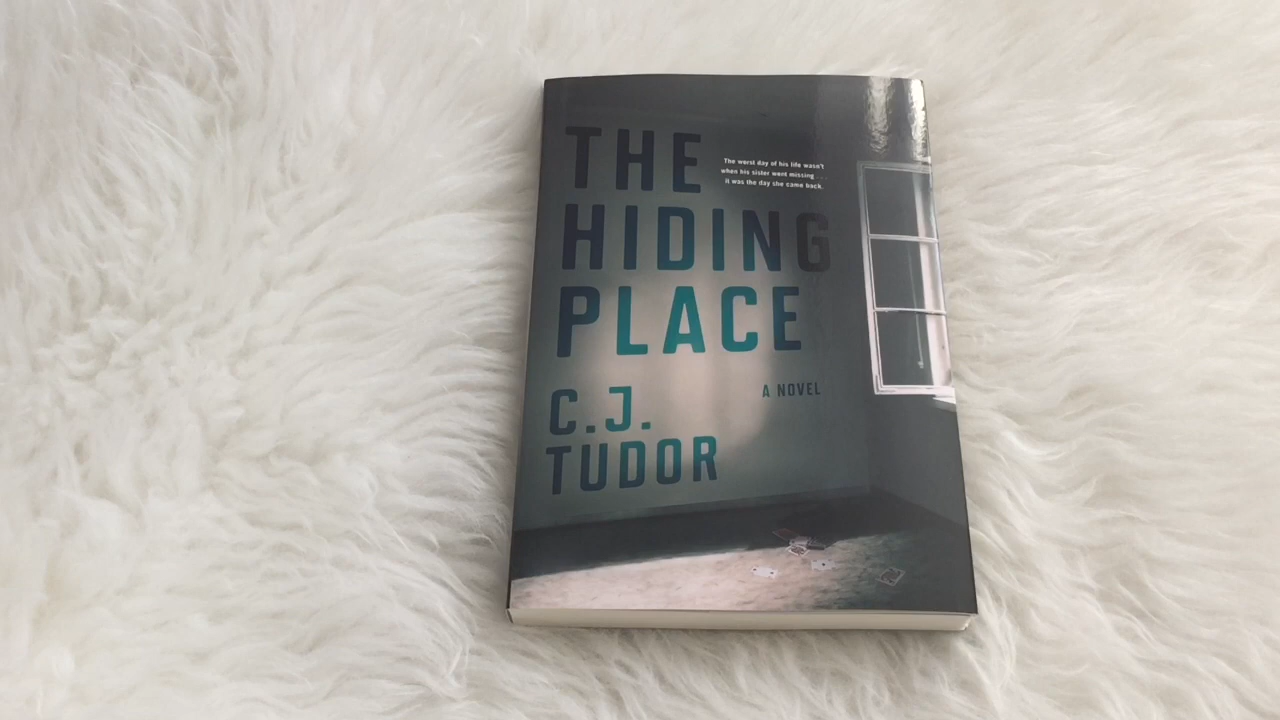 THE
HIDING
PLACE
The worst day of his life wasn't
when his sister went missing . . .
it was the day she came back.
A NOVEL
C.J.
TUDOR